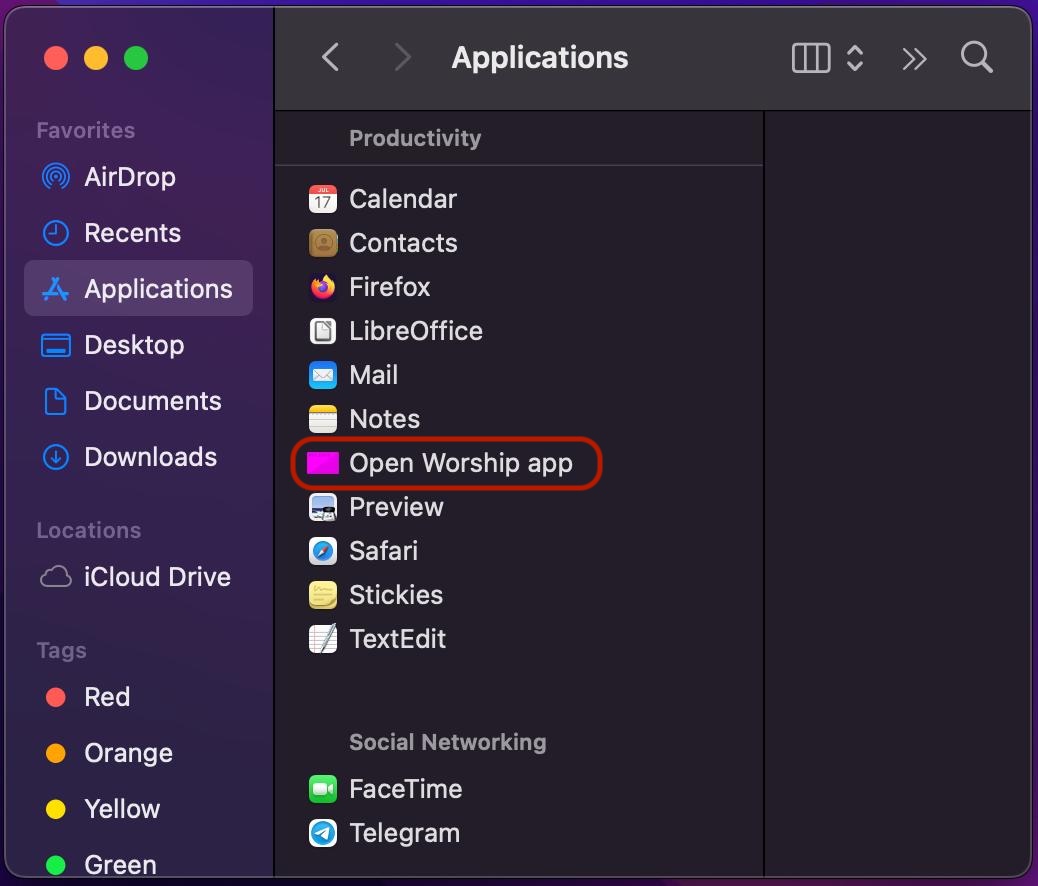 Applications
Favorites
AirDrop
Recents
Applications
Desktop
Documents
Downloads
Locations
iCloud Drive
Tags
Red
Orange
Yellow
Green
Productivity
JUL
17
Calendar
Contacts
Firefox
LibreOffice
Mail
Notes
Open Worship app
Preview
Safari
Stickies
TextEdit
Social Networking
FaceTime
Telegram